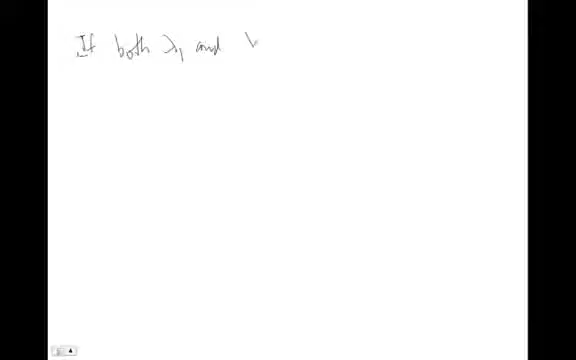 If both λ₁ and